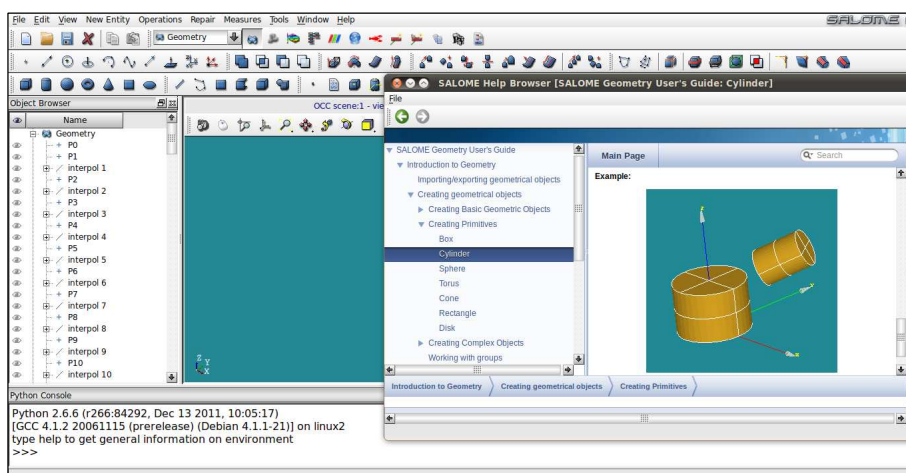 File Edit View New Entity Operations Repair Measures Tools Window Help
SALOME
Geometry
Object Browser
Name
Geometry
P0
P1
interpol 1
P2
interpol 2
P3
interpol 3
P4
interpol 4
P5
interpol 5
P6
interpol 6
P7
interpol 7
P8
interpol 8
P9
interpol 9
P10
interpol 10
OCC scene:1 - vie
Z
Y
X
SALOME Help Browser [SALOME Geometry User's Guide: Cylinder]
File
SALOME Geometry User's Guide
Introduction to Geometry
Importing/exporting geometrical objects
Creating geometrical objects
Creating Basic Geometric Objects
Creating Primitives
Box
Cylinder
Sphere
Torus
Cone
Rectangle
Disk
Creating Complex Objects
Working with groups
Main Page
Search
Example:
Introduction to Geometry Creating geometrical objects Creating Primitives
Python Console
Python 2.6.6 (r266:84292, Dec 13 2011, 10:05:17)
[GCC 4.1.2 20061115 (prerelease) (Debian 4.1.1-21)] on linux2
type help to get general information on environment
>>>